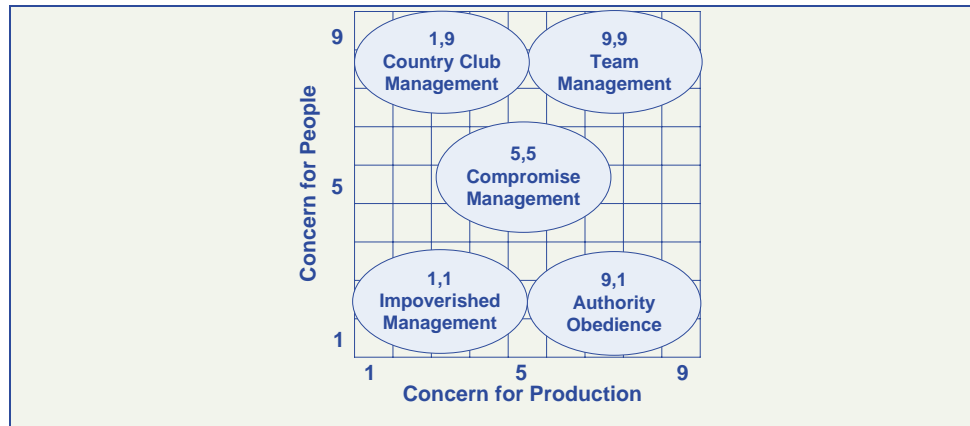 9
1,9
Country Club
Management
9,9
Team
Management
Concern for People
5
5,5
Compromise
Management
1
1,1
Impoverished
Management
9,1
Authority
Obedience
1
5
9
Concern for Production